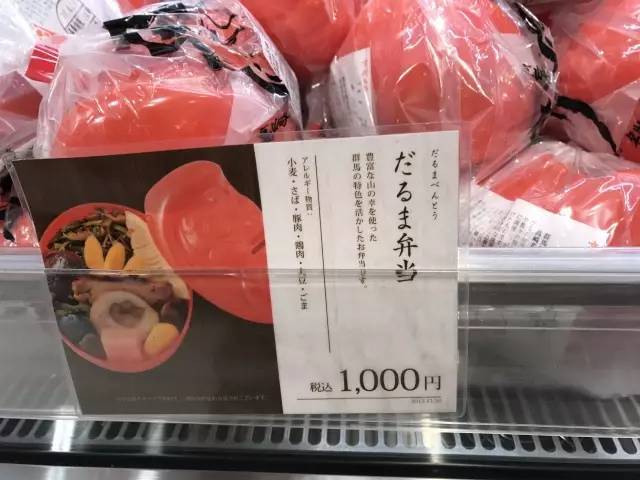 だるまべんとう
だるま弁当
豊富な山の幸を使った
群馬の特色を活かしたお弁当です。
アレルギー物質:
小麦・さば・豚肉・鶏肉・大豆・ごま
税込 1,000円